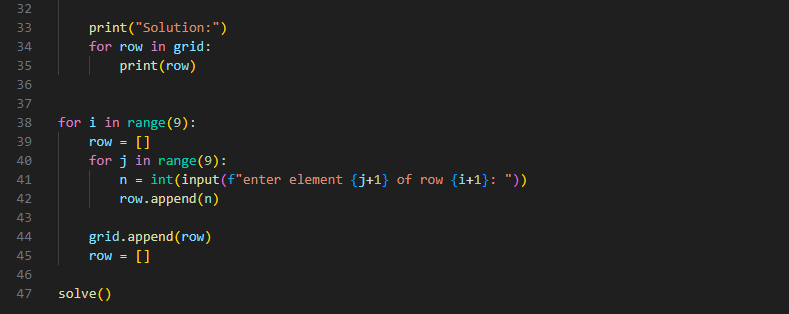 32
33     print("Solution:")
34     for row in grid:
35         print(row)
36
37
38 for i in range(9):
39     row = []
40     for j in range(9):
41         n = int(input(f"enter element {j+1} of row {i+1}: "))
42         row.append(n)
43
44     grid.append(row)
45     row = []
46
47 solve()